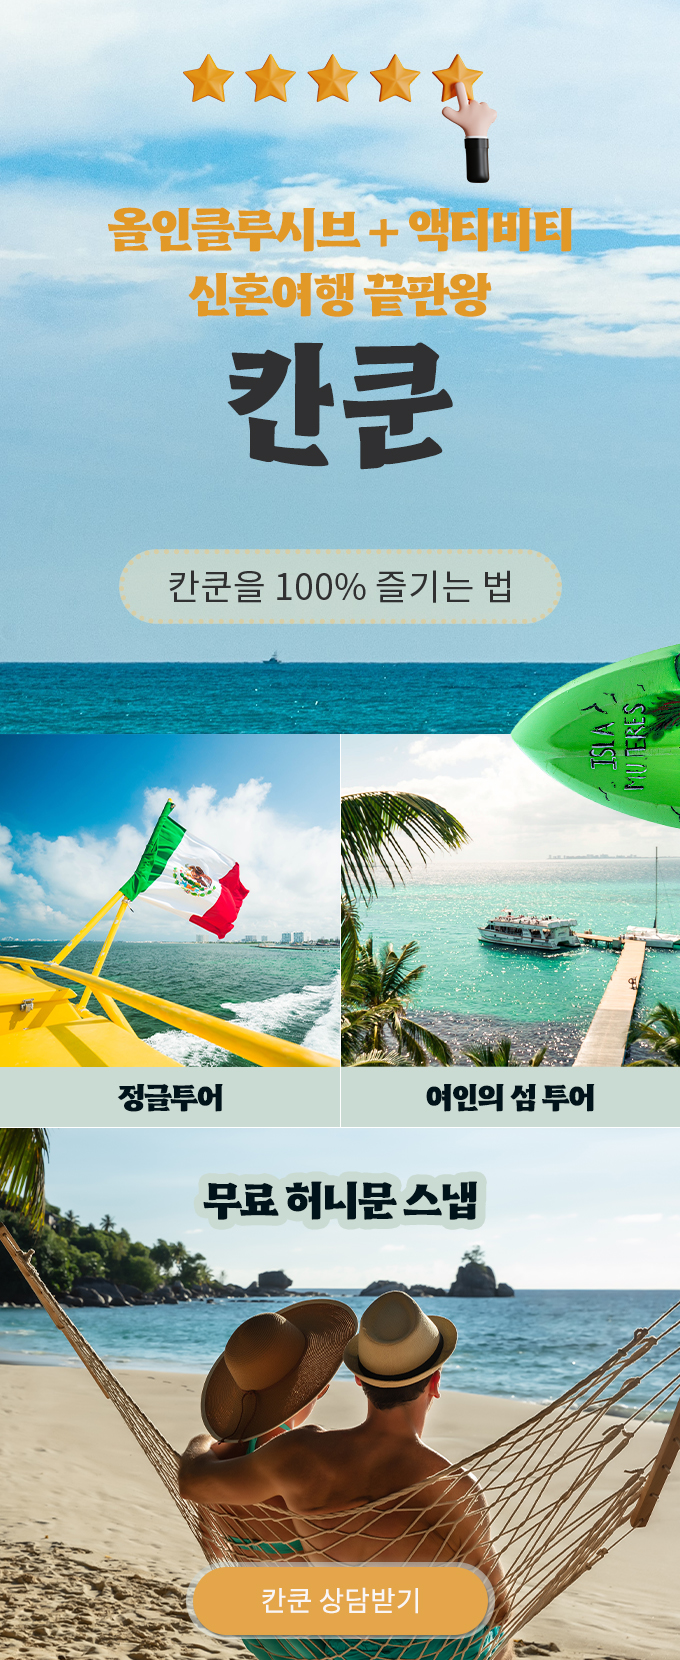 올인클루시브 + 액티비티
신혼여행 끝판왕
칸쿤
칸쿤을 100% 즐기는 법
ISLA
MUJERES
정글투어
여인의 섬 투어
무료 허니문 스냅
칸쿤 상담받기